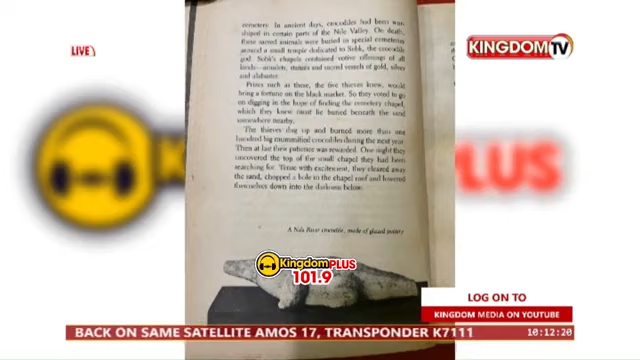 cemetery. In ancient days, crocodiles had been wor-
shiped in certain parts of the Nile Valley. On death,
these sacred animals were buried in special cemeteries
around a small temple dedicated to Sobk, the crocodile
god. Sobk's chapels contained votive offerings of all
kinds—amulets, statues and sacred vessels of gold, silver
and alabaster.
Prizes such as these, the five thieves knew, would
bring a fortune on the black market. So they voted to go
on digging in the hope of finding the cemetery chapel,
which they knew must lie buried beneath the sand
somewhere nearby.
The thieves dug up and burned more than one
hundred big mummified crocodiles during the next year.
Then at last their patience was rewarded. One night they
uncovered the top of the small chapel they had been
searching for. Tense with excitement, they cleared away
the sand, chopped a hole in the chapel roof and lowered
themselves down into the darkness below.
A Nile River crocodile, made of glazed pottery
LIVE
KINGDOM TV
KingdomPLUS
101.9
LOG ON TO
KINGDOM MEDIA ON YOUTUBE
BACK ON SAME SATELLITE AMOS 17, TRANSPONDER K7111
10:12:20